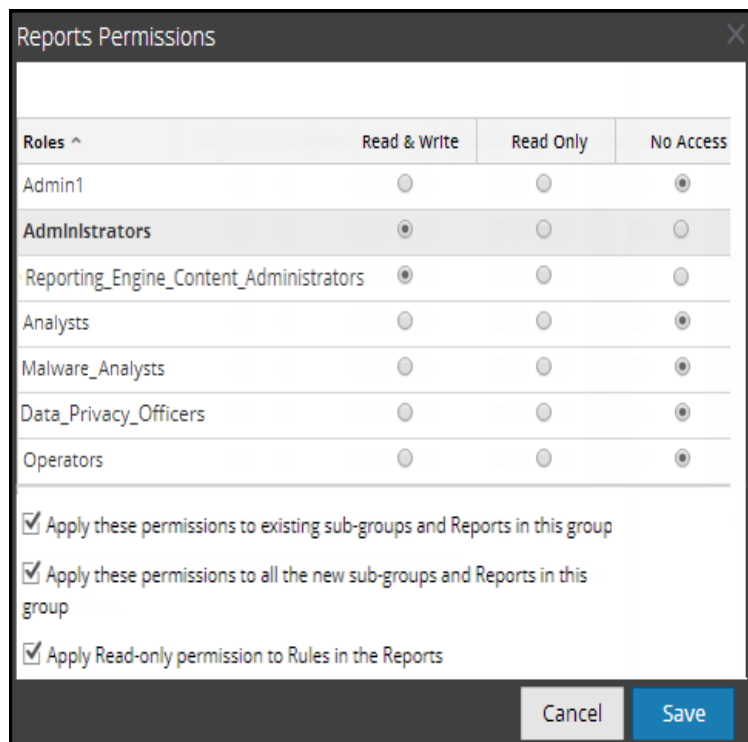 Reports Permissions
Roles Read & Write Read Only No Access
Admin1
Administrators
Reporting_Engine_Content_Administrators
Analysts
Malware_Analysts
Data_Privacy_Officers
Operators
Apply these permissions to existing sub-groups and Reports in this group
Apply these permissions to all the new sub-groups and Reports in this
group
Apply Read-only permission to Rules in the Reports
Cancel Save